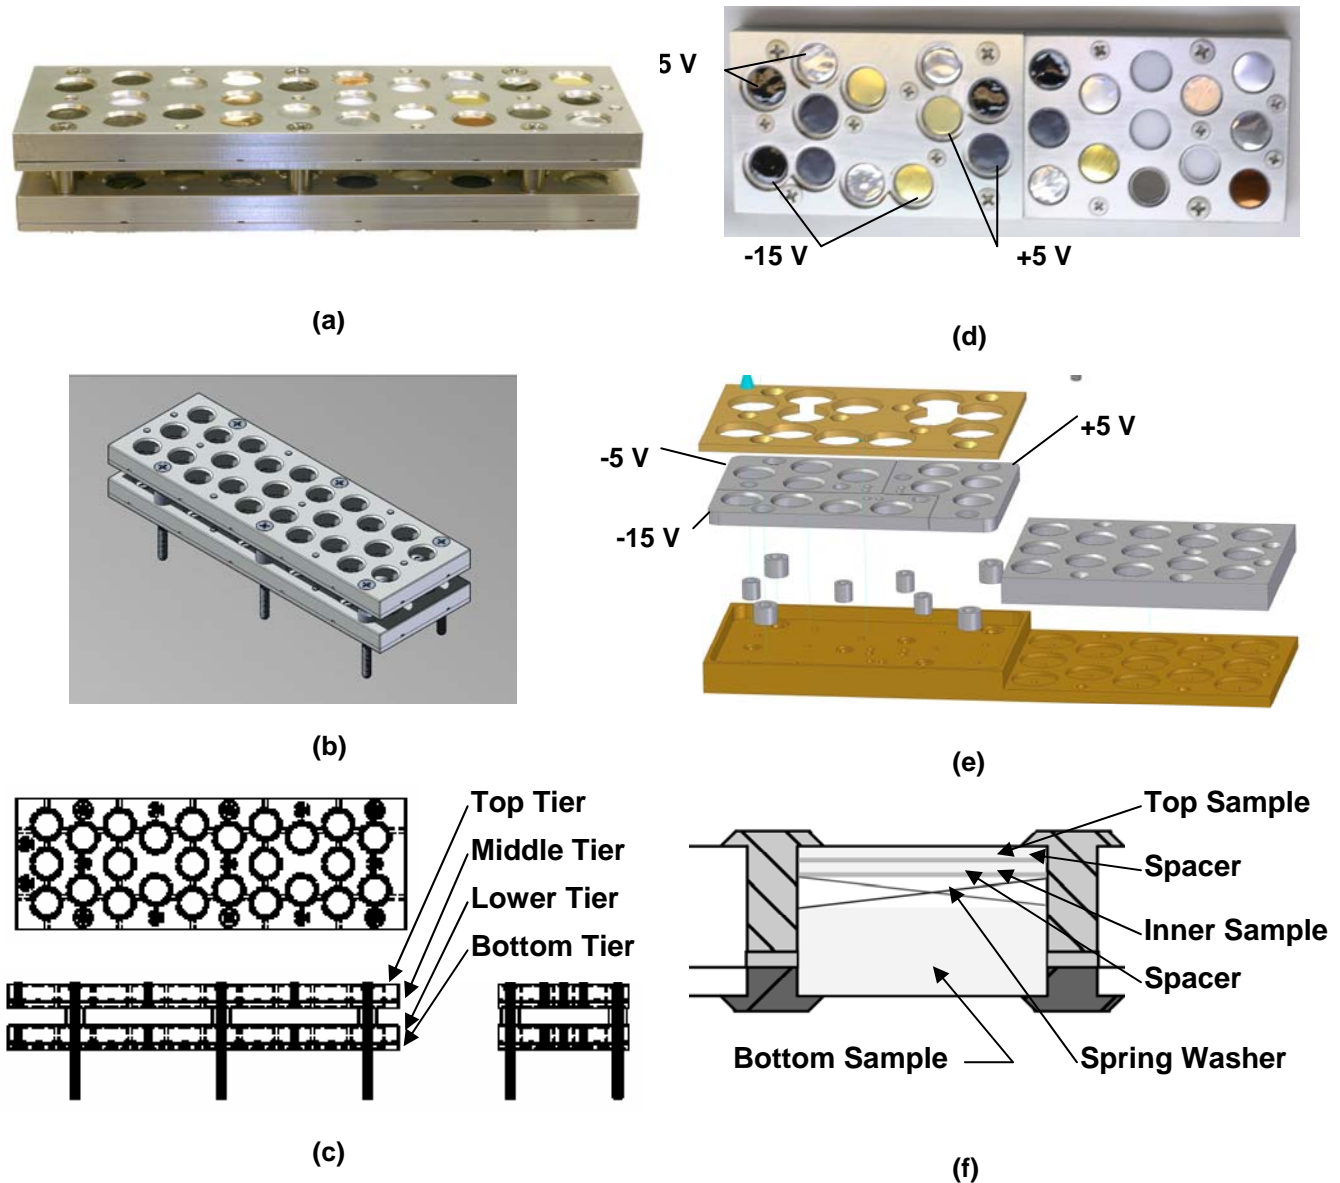 (a)
(b)
Top Tier
Middle Tier
Lower Tier
Bottom Tier
(c)
5 V
-15 V
+5 V
(d)
-5 V
+5 V
-15 V
(e)
Top Sample
Spacer
Inner Sample
Spacer
Bottom Sample
Spring Washer
(f)